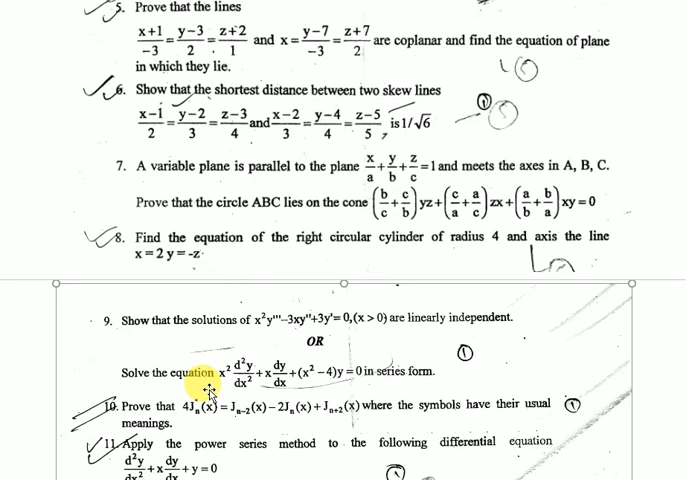 5. Prove that the lines
x+1/-3 = y-3/2 = z+2/1 and x = y-7/-3 = z+7/2 are coplanar and find the equation of plane
in which they lie.
6. Show that the shortest distance between two skew lines
x-1/2 = y-2/3 = z-3/4 and x-2/3 = y-4/4 = z-5/5, is 1/√6
7. A variable plane is parallel to the plane x/a + y/b + z/c = 1 and meets the axes in A, B, C.
Prove that the circle ABC lies on the cone (b/c + c/b) yz + (c/a + a/c) zx + (a/b + b/a) xy = 0
8. Find the equation of the right circular cylinder of radius 4 and axis the line
x = 2y = -z.
9. Show that the solutions of x²y'''-3xy''+3y' = 0, (x > 0) are linearly independent.
OR
Solve the equation x² d²y/dx² + x dy/dx + (x² – 4)y = 0 in series form.
10. Prove that 4J''n(x) = Jn-2(x) – 2Jn(x) + Jn+2(x) where the symbols have their usual
meanings.
11. Apply the power series method to the following differential equation
d²y/dx² + x dy/dx + y = 0